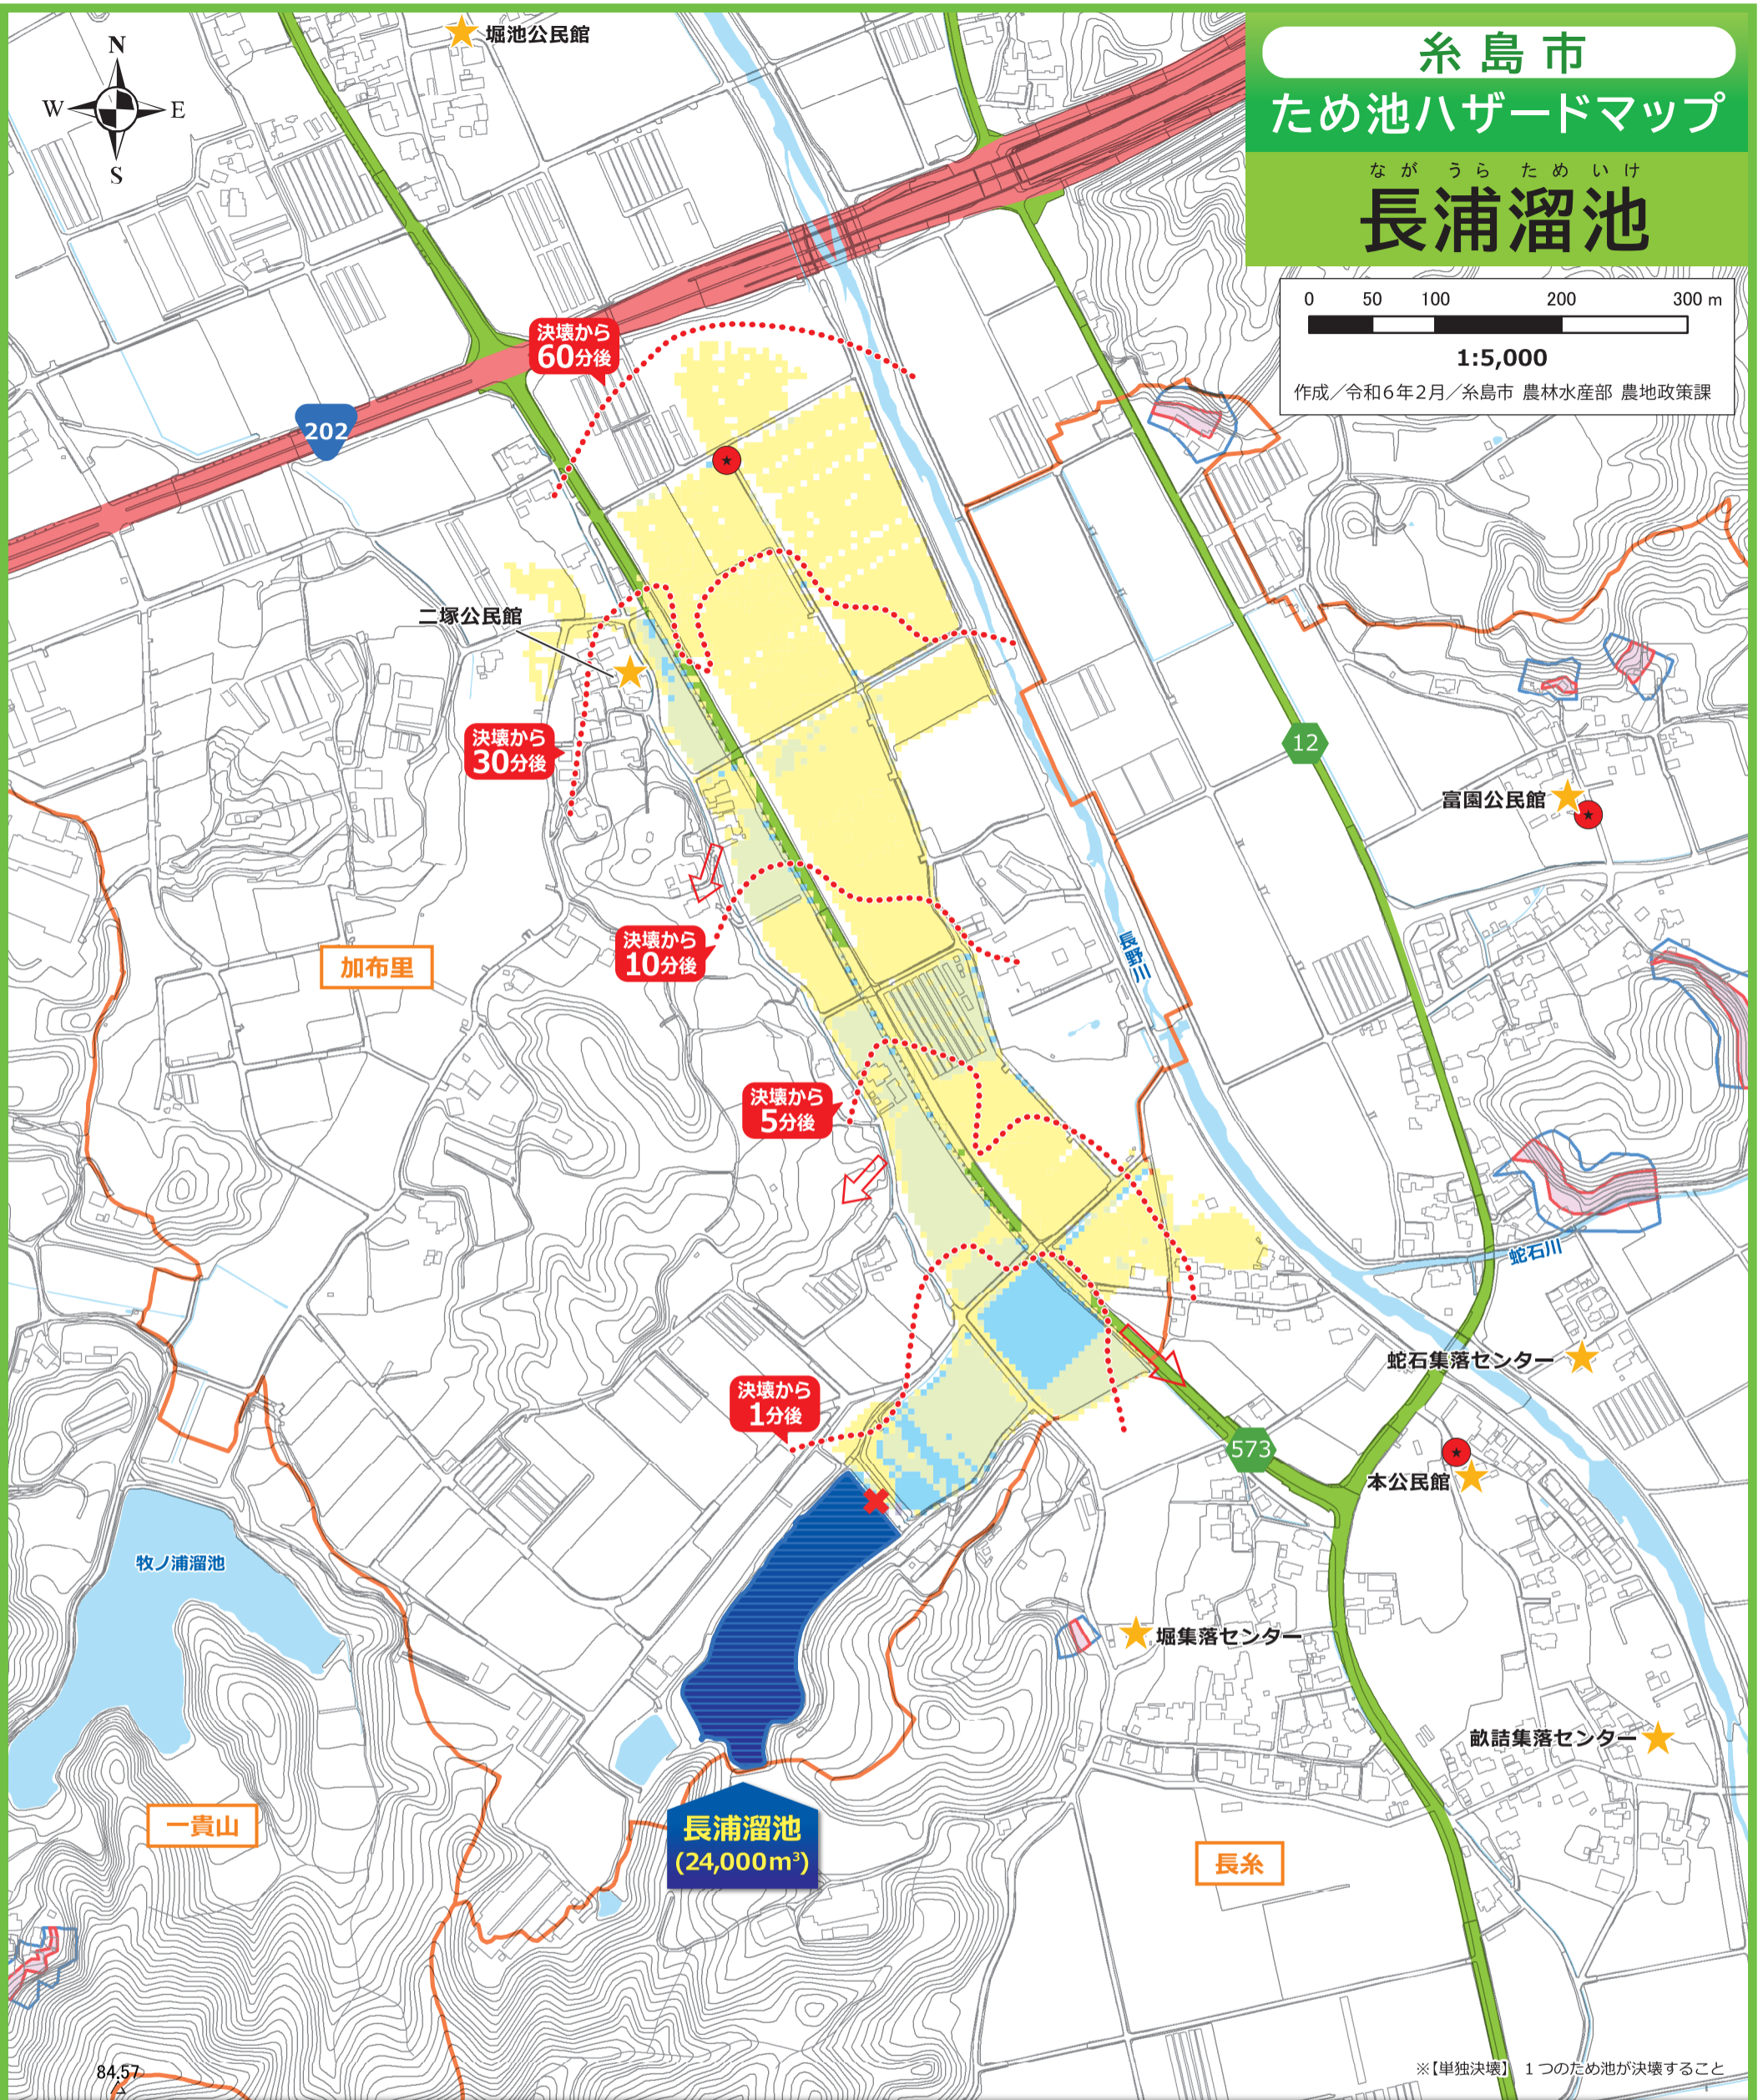 糸島市
ため池ハザードマップ
ながうらためいけ
長浦溜池
0 50 100 200 300 m
1:5,000
作成／令和6年2月／糸島市 農林水産部 農地政策課
N
W E
S
堀池公民館
決壊から
60分後
202
二塚公民館
決壊から
30分後
12
富園公民館
決壊から
10分後
加布里
長野川
決壊から
5分後
蛇石川
蛇石集落センター
決壊から
1分後
573
本公民館
牧ノ浦溜池
堀集落センター
畝詰集落センター
一貴山
長浦溜池
(24,000m³)
長糸
84.57
※【単独決壊】 1つのため池が決壊すること